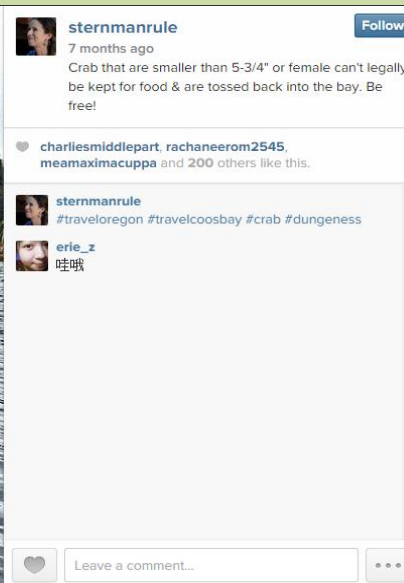 sternmanrule
Follow
7 months ago
Crab that are smaller than 5-3/4" or female can't legally
be kept for food & are tossed back into the bay. Be
free!
charliesmiddlepart, rachaneerom2545,
meamaximacuppa and 200 others like this.
sternmanrule
#traveloregon #travelcoosbay #crab #dungeness
erie_z
哇哦
Leave a comment...